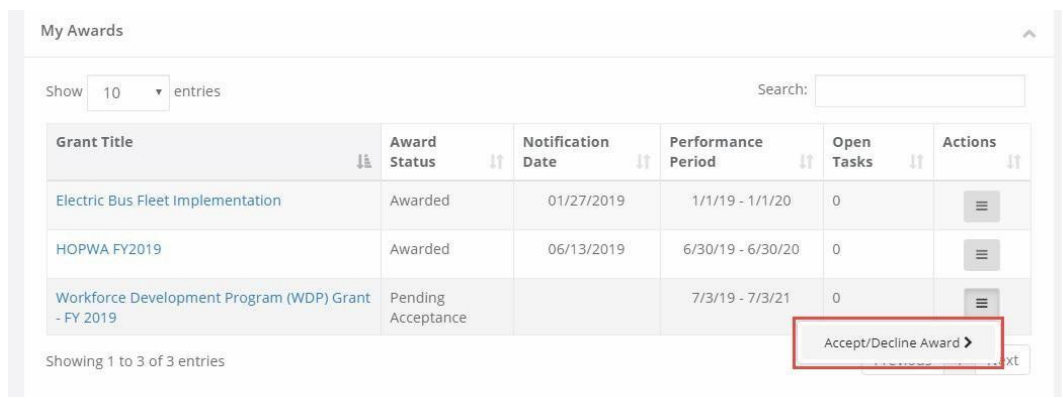 My Awards
Show 10 entries
Search:
Grant Title
Award Status
Notification Date
Performance Period
Open Tasks
Actions
Electric Bus Fleet Implementation Awarded 01/27/2019 1/1/19 - 1/1/20 0
HOPWA FY2019 Awarded 06/13/2019 6/30/19 - 6/30/20 0
Workforce Development Program (WDP) Grant
- FY 2019
Pending
Acceptance
7/3/19 - 7/3/21 0
Accept/Decline Award
Showing 1 to 3 of 3 entries